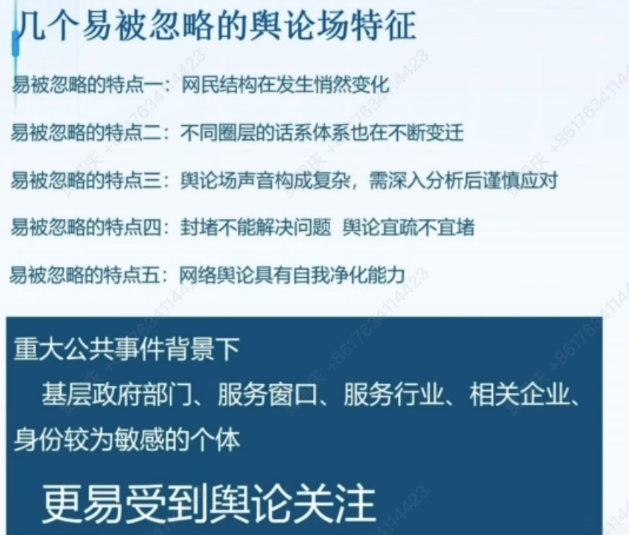 几个易被忽略的舆论场特征
易被忽略的特点一：网民结构在发生悄然变化
易被忽略的特点二：不同圈层的话系体系也在不断变迁
易被忽略的特点三：舆论场声音构成复杂，需深入分析后谨慎应对
易被忽略的特点四：封堵不能解决问题 舆论宜疏不宜堵
易被忽略的特点五：网络舆论具有自我净化能力
重大公共事件背景下
基层政府部门、服务窗口、服务行业、相关企业、
身份较为敏感的个体
更易受到舆论关注